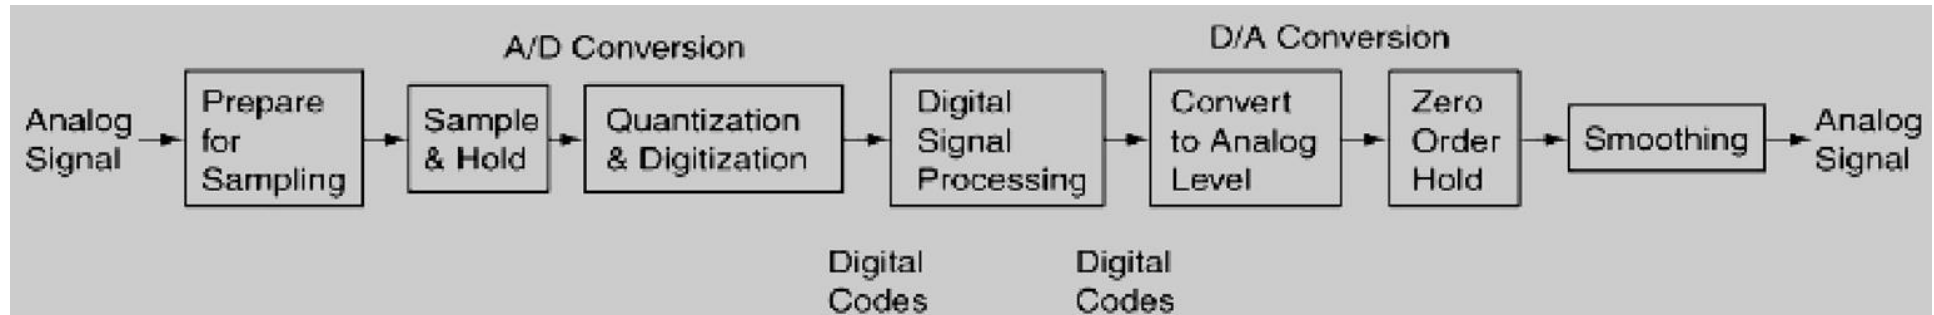 A/D Conversion
D/A Conversion
Analog
Signal
Prepare
for
Sampling
Sample
& Hold
Quantization
& Digitization
Digital
Signal
Processing
Convert
to Analog
Level
Zero
Order
Hold
Smoothing
Analog
Signal
Digital
Codes
Digital
Codes